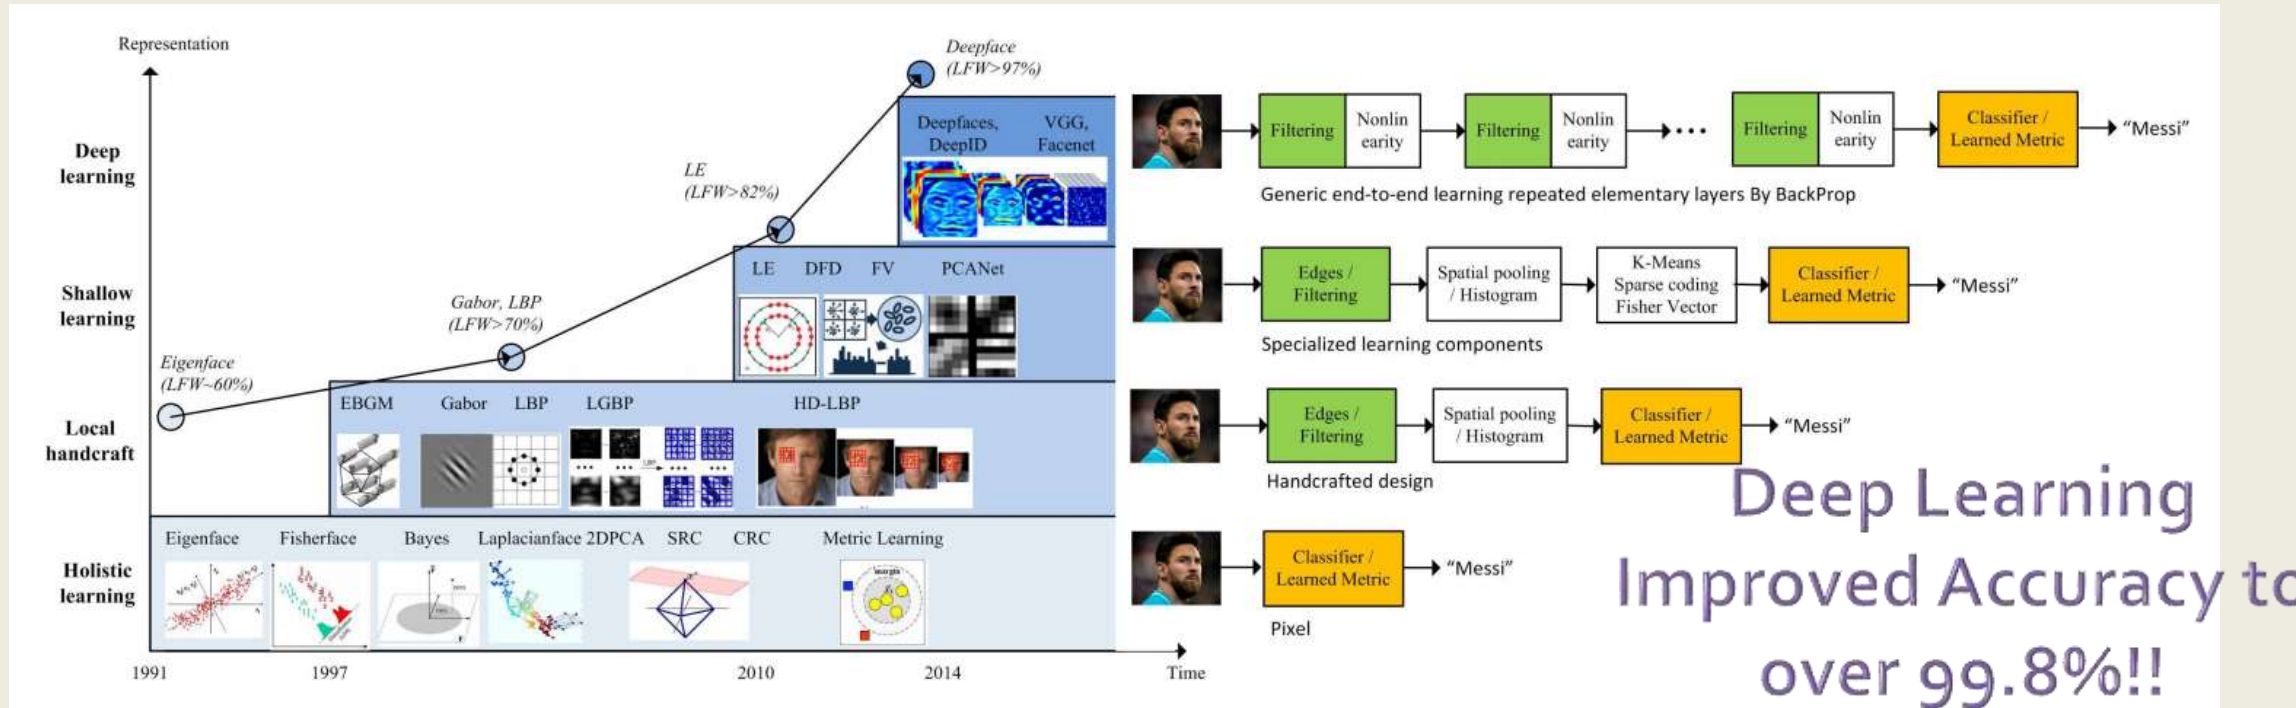 Representation
Deepface
(LFW>97%)
LE
(LFW>82%)
Gabor, LBP
(LFW>70%)
Eigenface
(LFW~60%)
Deep
learning
Deepfaces,
DeepID
VGG,
Facenet
Shallow
learning
LE DFD FV PCANet
Local
handcraft
EBGM Gabor LBP LGBP HD-LBP
LBP
Holistic
learning
Eigenface Fisherface Bayes Laplacianface 2DPCA SRC CRC Metric Learning
margin
1991 1997 2010 2014 Time
Filtering
Nonlin
earity
Filtering
Nonlin
earity
Filtering
Nonlin
earity
Classifier /
Learned Metric
“Messi”
Generic end-to-end learning repeated elementary layers By BackProp
Edges /
Filtering
Spatial pooling
/ Histogram
K-Means
Sparse coding
Fisher Vector
Classifier /
Learned Metric
“Messi”
Specialized learning components
Edges /
Filtering
Spatial pooling
/ Histogram
Classifier /
Learned Metric
“Messi”
Handcrafted design
Classifier /
Learned Metric
“Messi”
Pixel
Deep Learning
Improved Accuracy to
over 99.8%!!